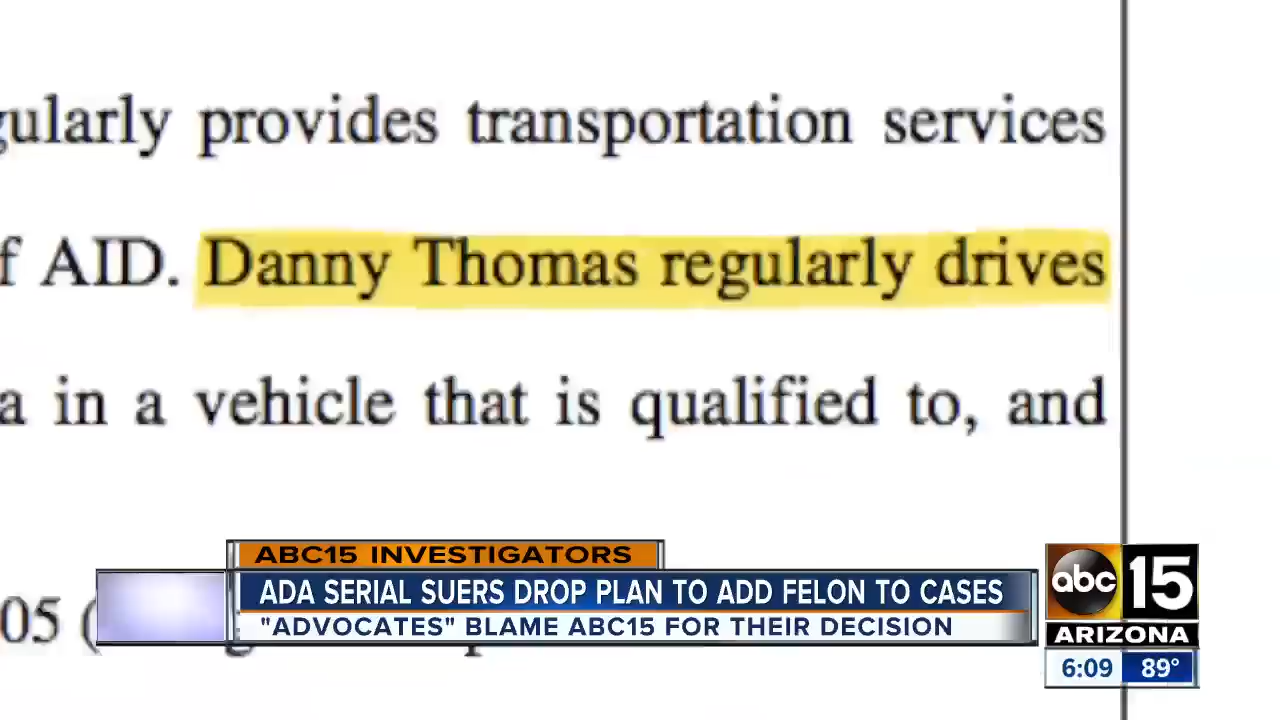 gularly provides transportation services
f AID. Danny Thomas regularly drives
a in a vehicle that is qualified to, and
05 (
ABC15 INVESTIGATORS
ADA SERIAL SUERS DROP PLAN TO ADD FELON TO CASES
"ADVOCATES" BLAME ABC15 FOR THEIR DECISION
abc 15
ARIZONA
6:09 89°